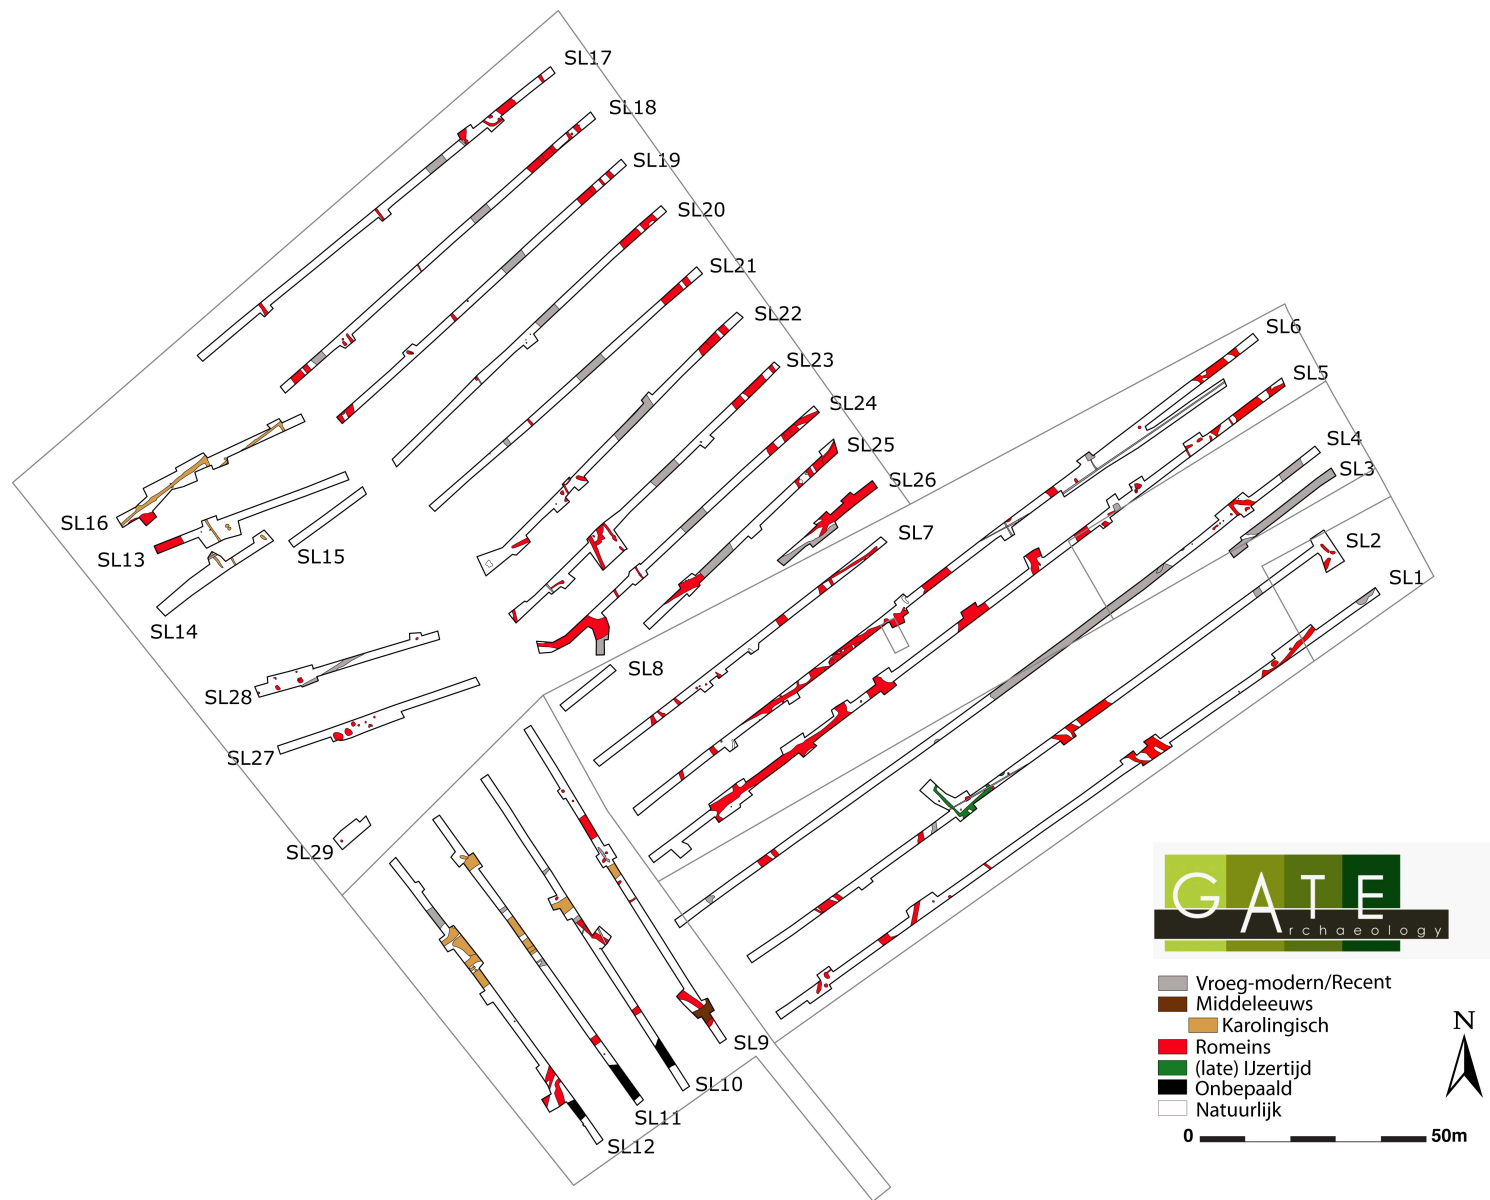 SL17
SL18
SL19
SL20
SL21
SL22
SL23
SL24
SL25
SL26
SL6
SL5
SL4
SL3
SL2
SL1
SL7
SL8
SL16
SL13
SL15
SL14
SL28
SL27
SL29
SL9
SL10
SL11
SL12
GATE
rchaeology
Vroeg-modern/Recent
Middeleeuws
Karolingisch
Romeins
(late) IJzertijd
Onbepaald
Natuurlijk
N
0 50m